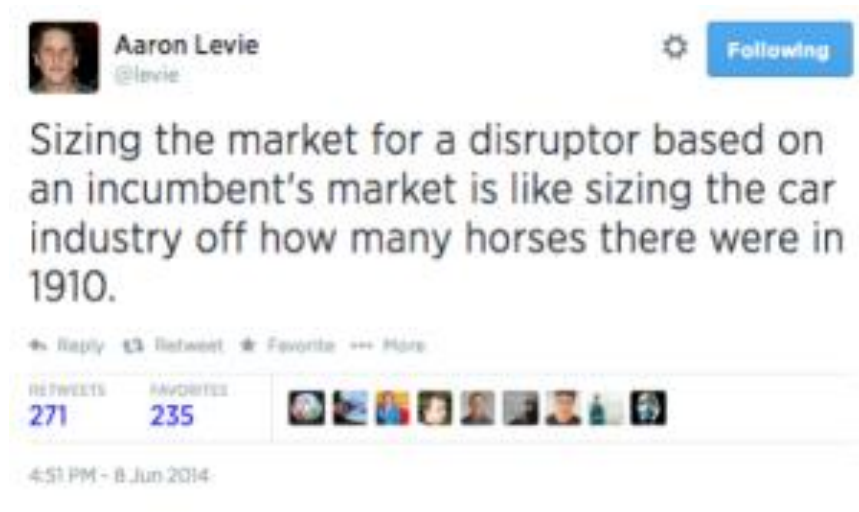 Aaron Levie
@levie
Following
Sizing the market for a disruptor based on
an incumbent's market is like sizing the car
industry off how many horses there were in
1910.
Reply Retweet Favorite More
RETWEETS FAVORITES
271 235
4:51 PM - 8 Jun 2014